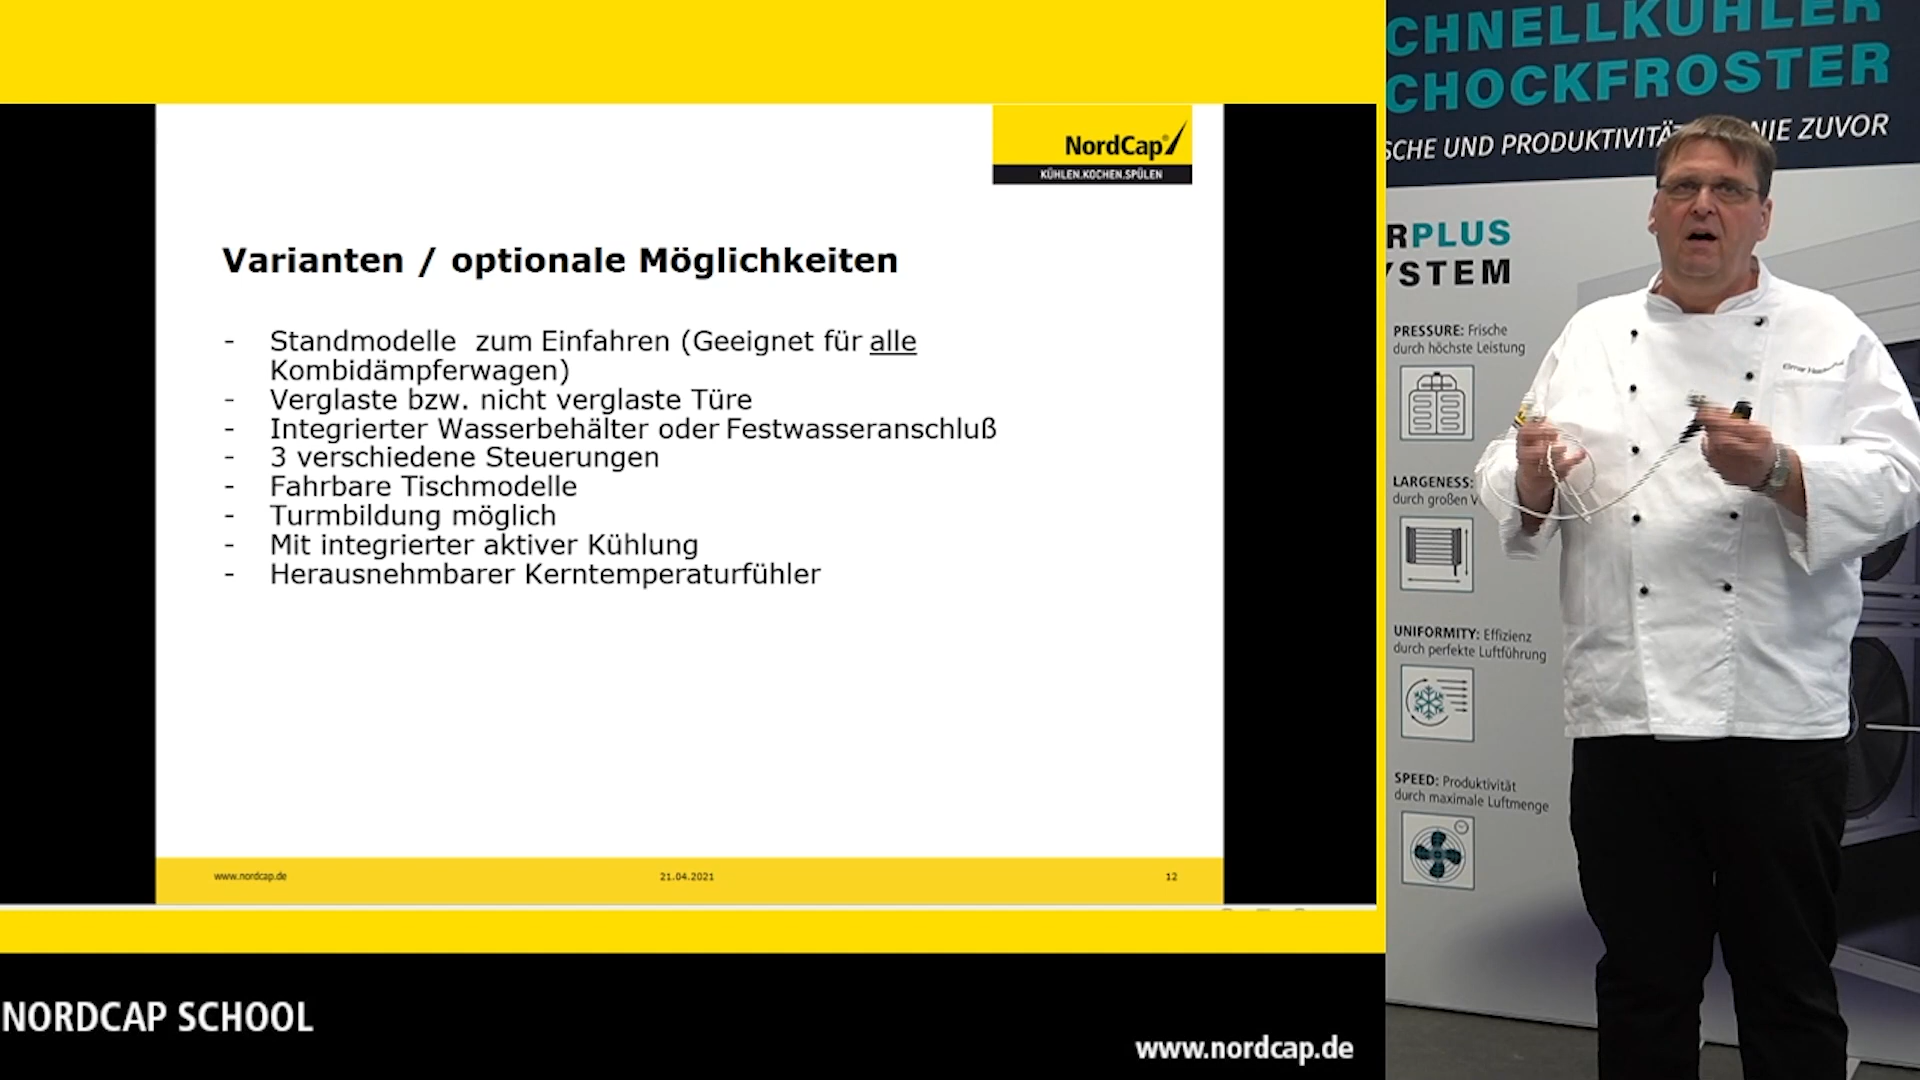 NordCap®
KÜHLEN.KOCHEN.SPÜLEN
Varianten / optionale Möglichkeiten
- Standmodelle zum Einfahren (Geeignet für alle
Kombidämpferwagen)
- Verglaste bzw. nicht verglaste Türe
- Integrierter Wasserbehälter oder Festwasseranschluß
- 3 verschiedene Steuerungen
- Fahrbare Tischmodelle
- Turmbildung möglich
- Mit integrierter aktiver Kühlung
- Herausnehmbarer Kerntemperaturfühler
www.nordcap.de
21.04.2021
12
NORDCAP SCHOOL
www.nordcap.de
CHNELLKÜHLER
CHOCKFROSTER
SCHE UND PRODUKTIVITÄ NIE ZUVOR
RPLUS
YSTEM
PRESSURE: Frische
durch höchste Leistung
LARGENESS:
durch großen V
UNIFORMITY: Effizienz
durch perfekte Luftführung
SPEED: Produktivität
durch maximale Luftmenge
Elmar